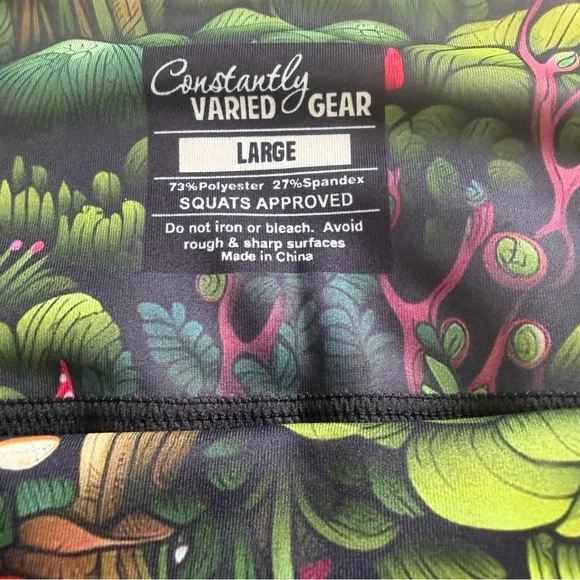 Constantly
VARIED GEAR
LARGE
73%Polyester 27%Spandex
SQUATS APPROVED
Do not iron or bleach. Avoid
rough & sharp surfaces
Made in China